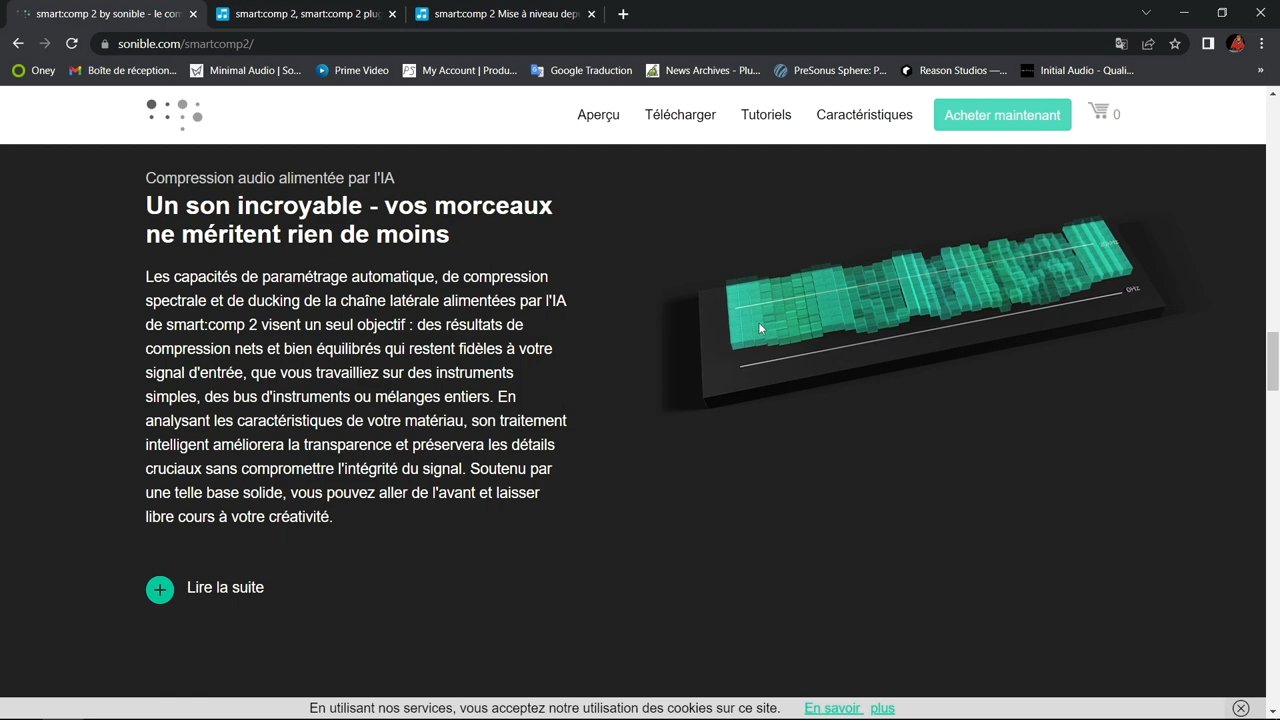 smart:comp 2 by sonible - le com
smart:comp 2, smart:comp 2 plug
smart:comp 2 Mise à niveau depu
sonible.com/smartcomp2/
Oney
Boîte de réception...
Minimal Audio | So...
Prime Video
My Account | Produ...
Google Traduction
News Archives - Plu...
PreSonus Sphere: P...
Reason Studios —...
Initial Audio - Quali...
»
Aperçu
Télécharger
Tutoriels
Caractéristiques
Acheter maintenant
0
Compression audio alimentée par l'IA
Un son incroyable - vos morceaux
ne méritent rien de moins
Les capacités de paramétrage automatique, de compression
spectrale et de ducking de la chaîne latérale alimentées par l'IA
de smart:comp 2 visent un seul objectif : des résultats de
compression nets et bien équilibrés qui restent fidèles à votre
signal d'entrée, que vous travailliez sur des instruments
simples, des bus d'instruments ou mélanges entiers. En
analysant les caractéristiques de votre matériau, son traitement
intelligent améliorera la transparence et préservera les détails
cruciaux sans compromettre l'intégrité du signal. Soutenu par
une telle base solide, vous pouvez aller de l'avant et laisser
libre cours à votre créativité.
0Hz
Lire la suite
En utilisant nos services, vous acceptez notre utilisation des cookies sur ce site. En savoir plus